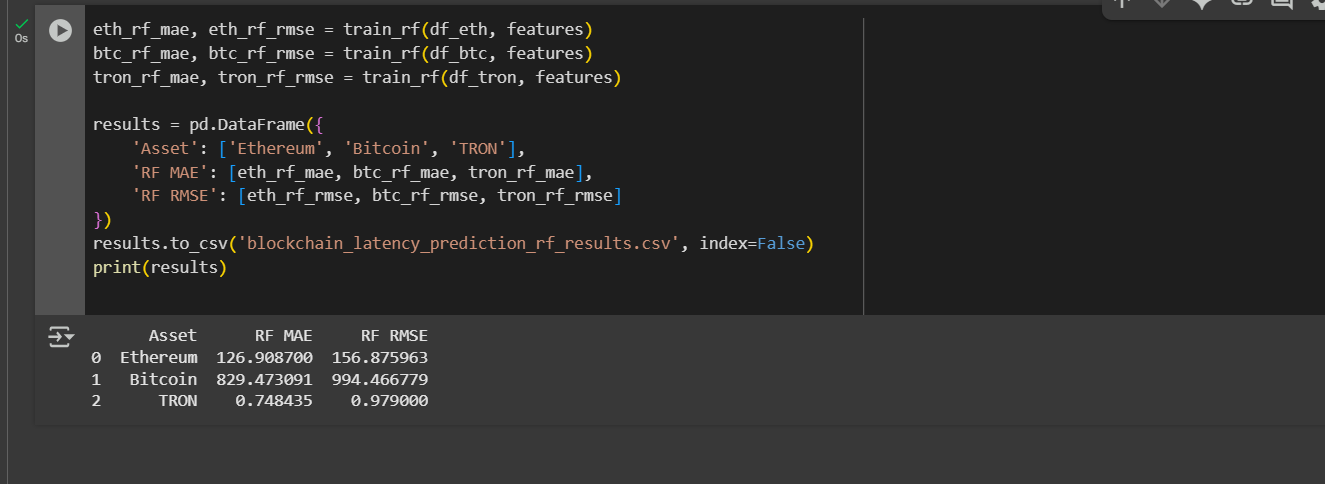 eth_rf_mae, eth_rf_rmse = train_rf(df_eth, features)
0s
btc_rf_mae, btc_rf_rmse = train_rf(df_btc, features)
tron_rf_mae, tron_rf_rmse = train_rf(df_tron, features)
results = pd.DataFrame({
    'Asset': ['Ethereum', 'Bitcoin', 'TRON'],
    'RF MAE': [eth_rf_mae, btc_rf_mae, tron_rf_mae],
    'RF RMSE': [eth_rf_rmse, btc_rf_rmse, tron_rf_rmse]
})
results.to_csv('blockchain_latency_prediction_rf_results.csv', index=False)
print(results)
      Asset      RF MAE     RF RMSE
0  Ethereum  126.908700  156.875963
1   Bitcoin  829.473091  994.466779
2      TRON    0.748435    0.979000